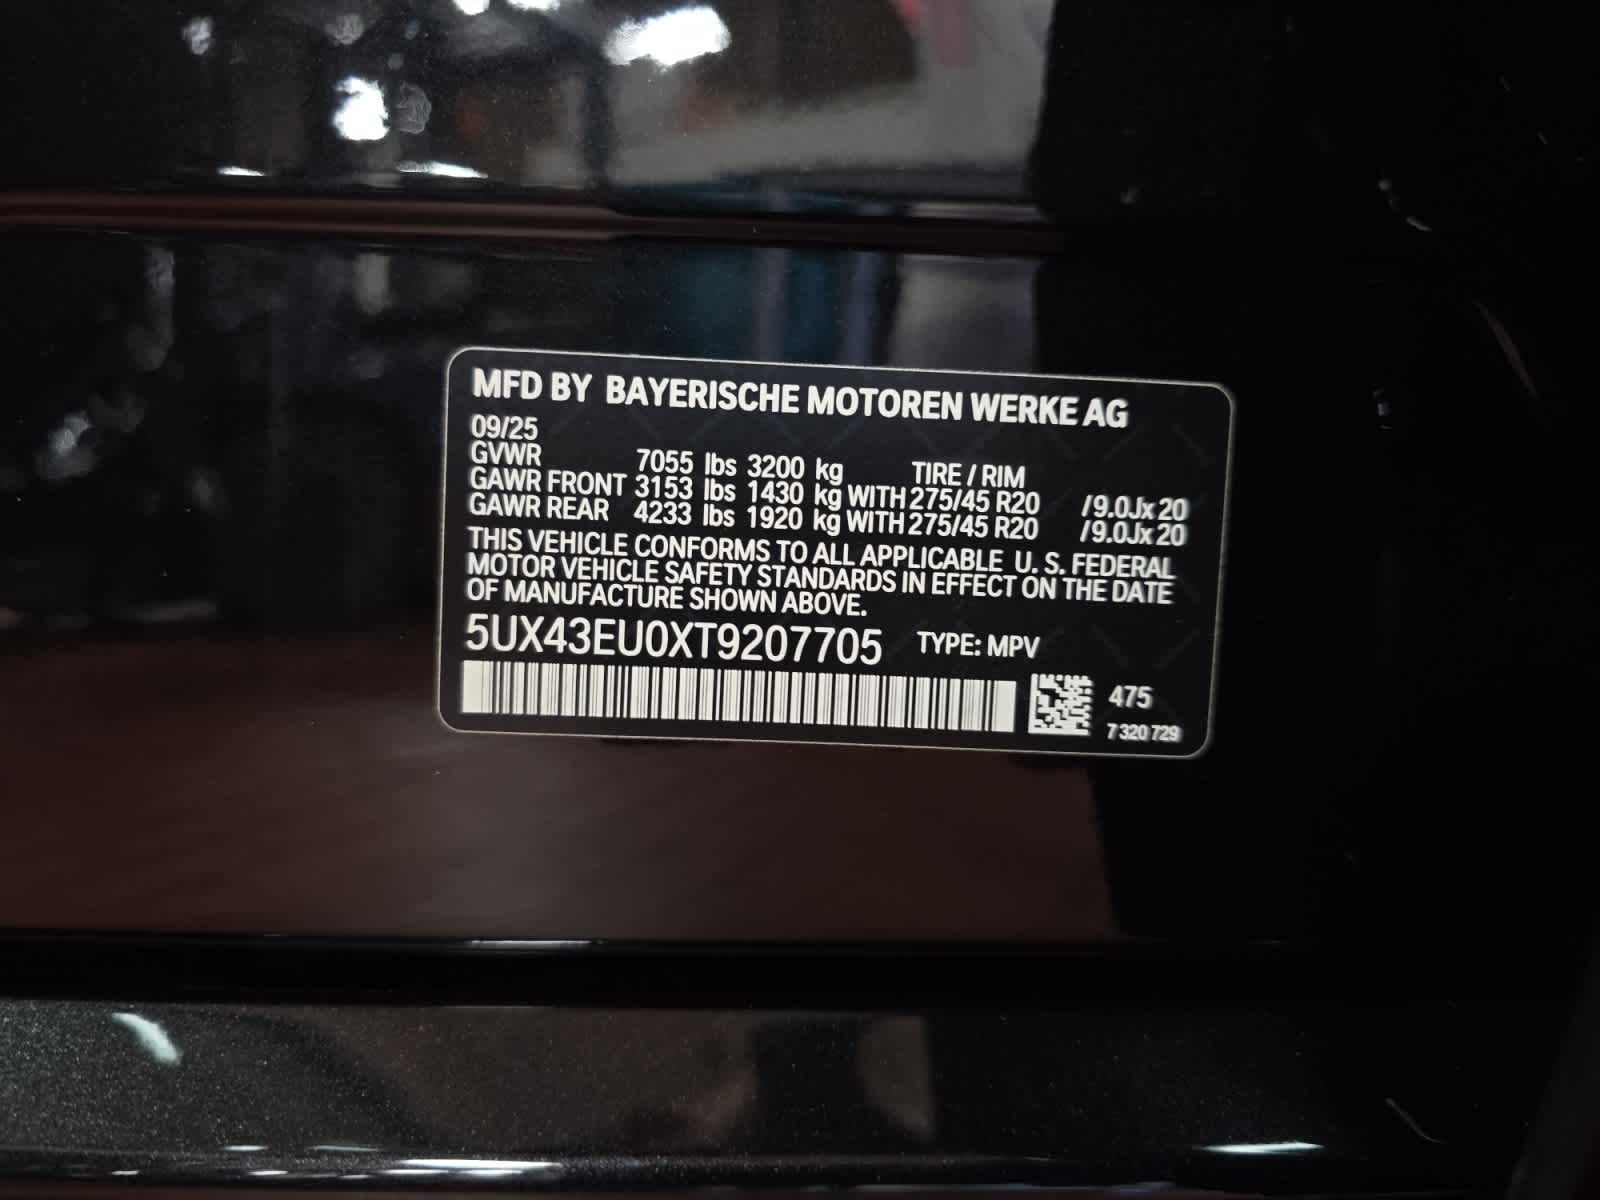 MFD BY BAYERISCHE MOTOREN WERKE AG
09/25
GVWR 7055 lbs 3200 kg TIRE / RIM
GAWR FRONT 3153 lbs 1430 kg WITH 275/45 R20 /9.0Jx20
GAWR REAR 4233 lbs 1920 kg WITH 275/45 R20 /9.0Jx20
THIS VEHICLE CONFORMS TO ALL APPLICABLE U. S. FEDERAL
MOTOR VEHICLE SAFETY STANDARDS IN EFFECT ON THE DATE
OF MANUFACTURE SHOWN ABOVE.
5UX43EU0XT9207705 TYPE: MPV
475
7 320 729